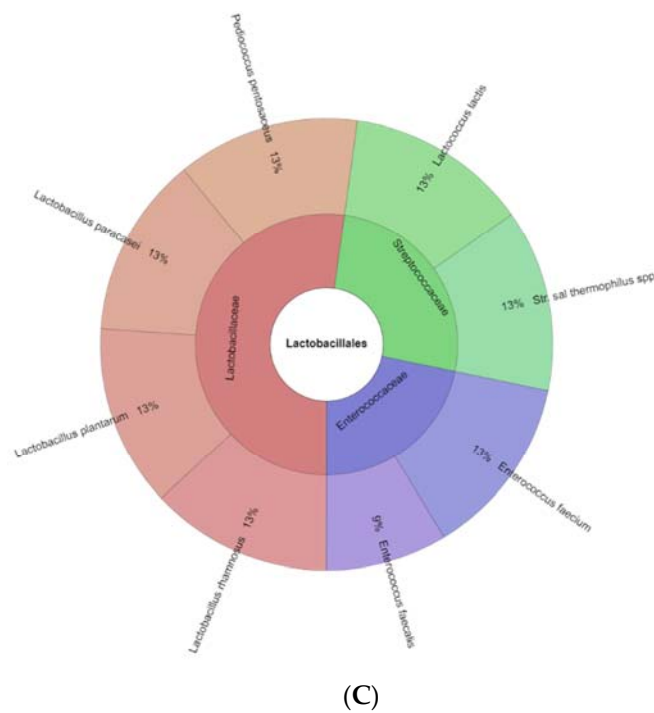 Pediococcus pentosaceus 13%
13% Lactococcus lactis
Lactobacillus paracasei 13%
Streptococcaceae
Lactobacillaceae
13% Str. sal thermophilus spp
Lactobacillales
Enterococcaceae
Lactobacillus plantarum 13%
13% Enterococcus faecium
Lactobacillus rhamnosus 13%
9% Enterococcus faecalis
(C)